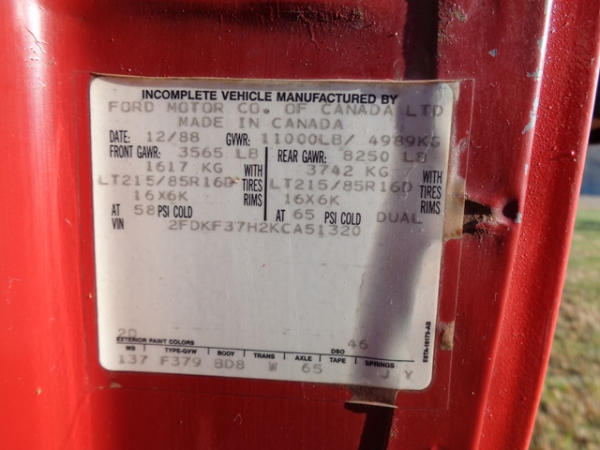 INCOMPLETE VEHICLE MANUFACTURED BY
FORD MOTOR CO. OF CANADA LTD
MADE IN CANADA
DATE: 12/88 GVWR: 11000LB/ 4989KG
FRONT GAWR: 3565 LB REAR GAWR: 8250 LB
1617 KG WITH 3742 KG WITH
LT215/85R16D TIRES LT215/85R16D TIRES
16X6K RIMS 16X6K RIMS
AT 58 PSI COLD AT 65 PSI COLD DUAL
VIN 2FDKF37H2KCA51320
2D 46
EXTERIOR PAINT COLORS DSO
WB TYPE-GVW BODY TRANS AXLE TAPE SPRINGS
137 F379 BD8 W 65 J Y